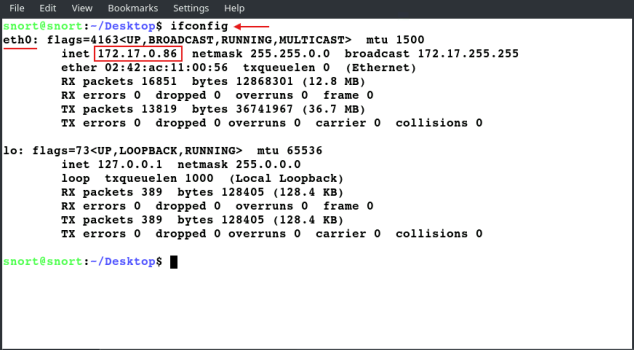 File Edit View Bookmarks Settings Help
snort@snort:~/Desktop$ ifconfig
eth0: flags=4163<UP,BROADCAST,RUNNING,MULTICAST> mtu 1500
inet 172.17.0.86 netmask 255.255.0.0 broadcast 172.17.255.255
ether 02:42:ac:11:00:56 txqueuelen 0 (Ethernet)
RX packets 16851 bytes 12868301 (12.8 MB)
RX errors 0 dropped 0 overruns 0 frame 0
TX packets 13819 bytes 36741967 (36.7 MB)
TX errors 0 dropped 0 overruns 0 carrier 0 collisions 0
lo: flags=73<UP,LOOPBACK,RUNNING> mtu 65536
inet 127.0.0.1 netmask 255.0.0.0
loop txqueuelen 1000 (Local Loopback)
RX packets 389 bytes 128405 (128.4 KB)
RX errors 0 dropped 0 overruns 0 frame 0
TX packets 389 bytes 128405 (128.4 KB)
TX errors 0 dropped 0 overruns 0 carrier 0 collisions 0
snort@snort:~/Desktop$